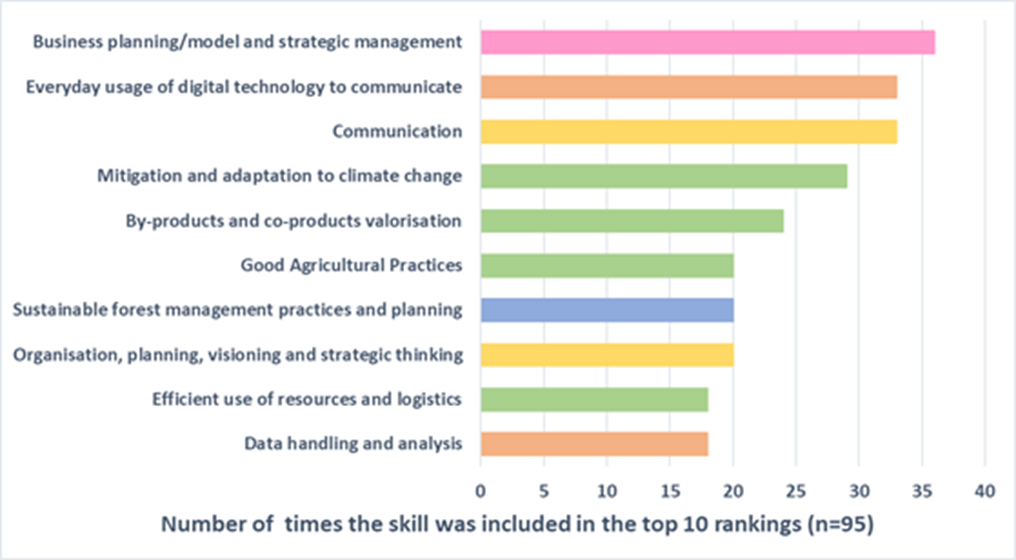 Business planning/model and strategic management
Everyday usage of digital technology to communicate
Communication
Mitigation and adaptation to climate change
By-products and co-products valorisation
Good Agricultural Practices
Sustainable forest management practices and planning
Organisation, planning, visioning and strategic thinking
Efficient use of resources and logistics
Data handling and analysis
0 5 10 15 20 25 30 35 40
Number of  times the skill was included in the top 10 rankings (n=95)